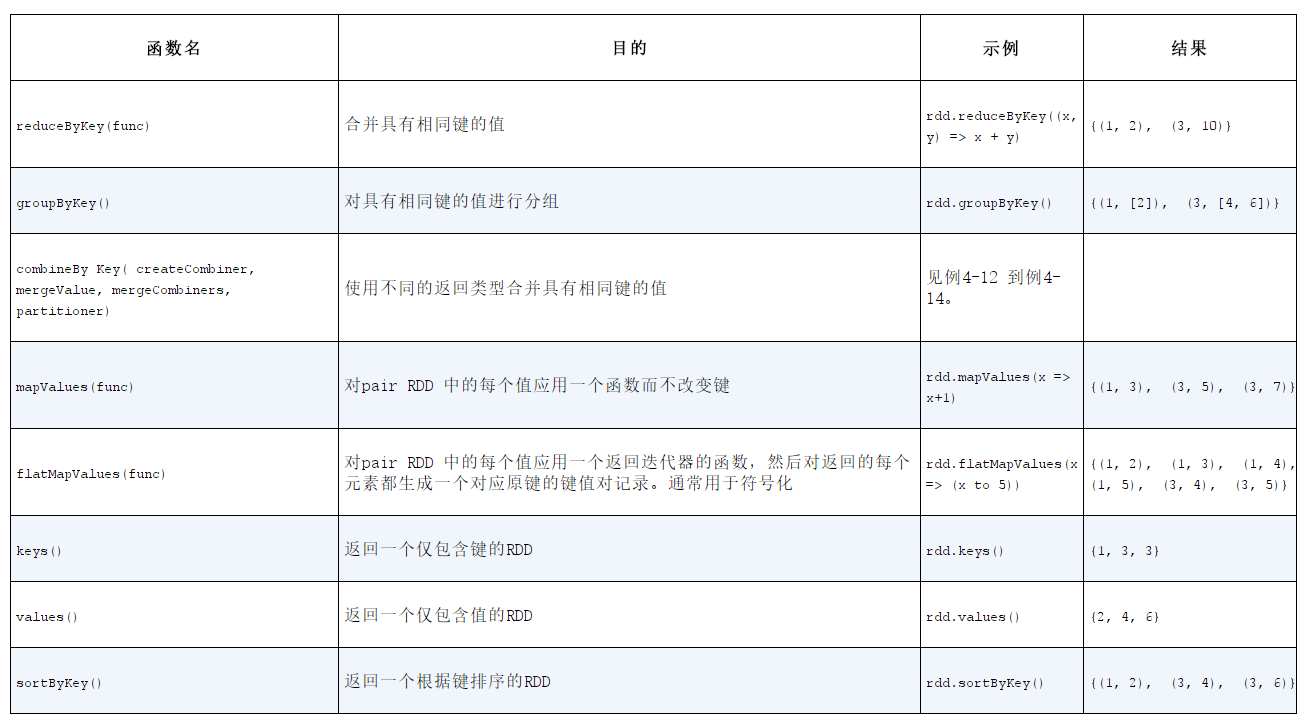 函数名 目的 示例 结果
reduceByKey(func) 合并具有相同键的值 rdd.reduceByKey((x, y) => x + y) {(1, 2), (3, 10)}
groupByKey() 对具有相同键的值进行分组 rdd.groupByKey() {(1, [2]), (3, [4, 6])}
combineBy Key( createCombiner,
mergeValue, mergeCombiners,
partitioner)
使用不同的返回类型合并具有相同键的值
见例4-12 到例4-
14。
mapValues(func)
对pair RDD 中的每个值应用一个函数而不改变键
rdd.mapValues(x =>
x+1)
{(1, 3), (3, 5), (3, 7)}
flatMapValues(func)
对pair RDD 中的每个值应用一个返回迭代器的函数，然后对返回的每个
元素都生成一个对应原键的键值对记录。通常用于符号化
rdd.flatMapValues(x
=> (x to 5))
{(1, 2), (1, 3), (1, 4),
(1, 5), (3, 4), (3, 5)}
keys() 返回一个仅包含键的RDD rdd.keys() {1, 3, 3}
values() 返回一个仅包含值的RDD rdd.values() {2, 4, 6}
sortByKey() 返回一个根据键排序的RDD rdd.sortByKey() {(1, 2), (3, 4), (3, 6)}